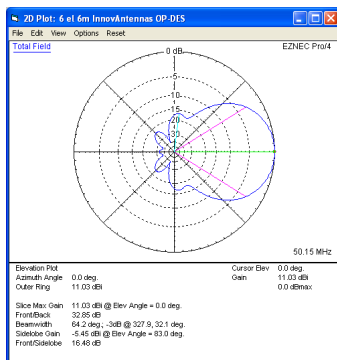 2D Plot: 6 el 6m InnovAntennas OP-DES
File Edit View Options Reset
Total Field
EZNEC Pro/4
0 dB
-5
-10
-20
-30
50.15 MHz
Elevation Plot
Azimuth Angle 0.0 deg.
Outer Ring 11.03 dBi
Cursor Elev 0.0 deg.
Gain 11.03 dBi
0.0 dBmax
Slice Max Gain 11.03 dBi @ Elev Angle = 0.0 deg.
Front/Back 32.85 dB
Beamwidth 64.2 deg.; -3dB @ 327.9, 32.1 deg.
Sidelobe Gain -5.45 dBi @ Elev Angle = 83.0 deg.
Front/Sidelobe 16.48 dB